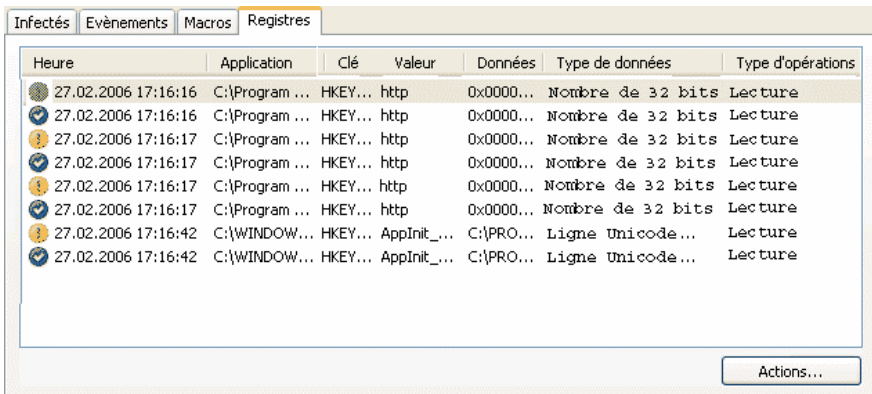 Infectés Evènements Macros Registres
Heure Application Clé Valeur Données Type de données Type d'opérations
27.02.2006 17:16:16 C:\Program ... HKEY... http 0x0000... Nombre de 32 bits Lecture
27.02.2006 17:16:16 C:\Program ... HKEY... http 0x0000... Nombre de 32 bits Lecture
27.02.2006 17:16:17 C:\Program ... HKEY... http 0x0000... Nombre de 32 bits Lecture
27.02.2006 17:16:17 C:\Program ... HKEY... http 0x0000... Nombre de 32 bits Lecture
27.02.2006 17:16:17 C:\Program ... HKEY... http 0x0000... Nombre de 32 bits Lecture
27.02.2006 17:16:17 C:\Program ... HKEY... http 0x0000... Nombre de 32 bits Lecture
27.02.2006 17:16:42 C:\WINDOW... HKEY... AppInit_... C:\PRO... Ligne Unicode... Lecture
27.02.2006 17:16:42 C:\WINDOW... HKEY... AppInit_... C:\PRO... Ligne Unicode... Lecture
Actions...